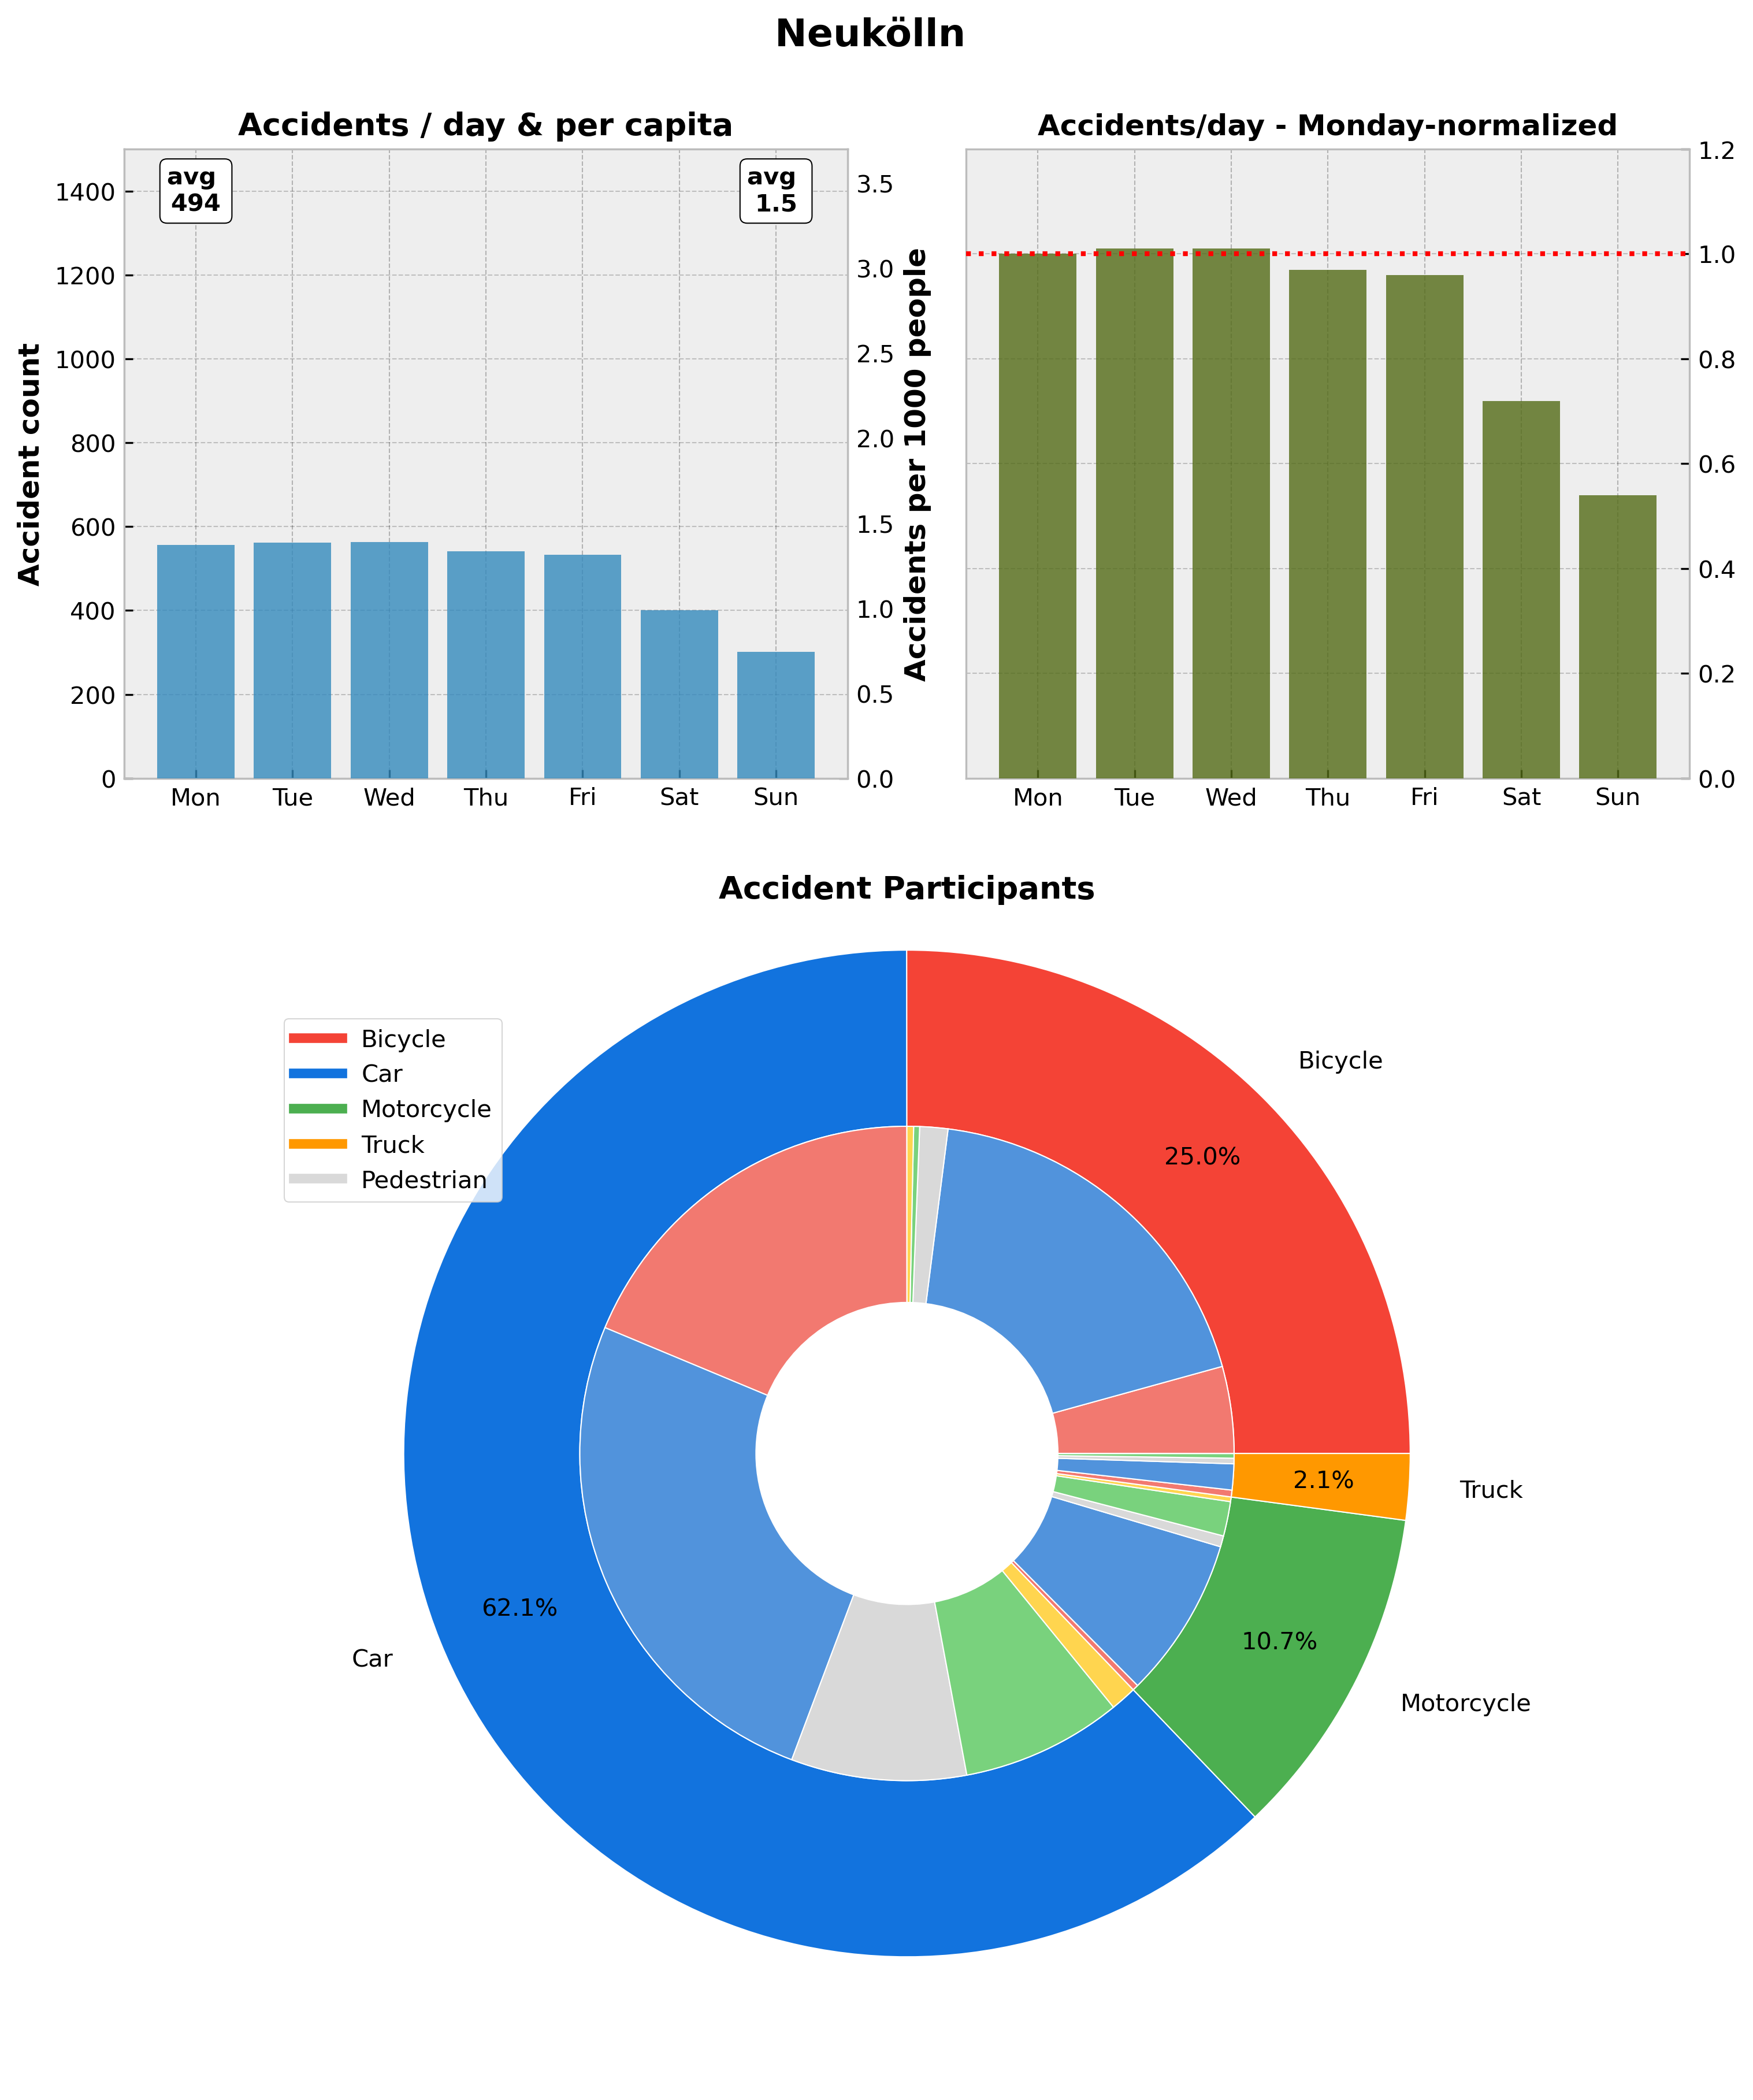 Neukölln
Accidents / day & per capita
avg
494
avg
1.5
1400
1200
1000
800
600
400
200
0
Accident count
3.5
3.0
2.5
2.0
1.5
1.0
0.5
0.0
Accidents per 1000 people
Mon Tue Wed Thu Fri Sat Sun
Accidents/day - Monday-normalized
1.2
1.0
0.8
0.6
0.4
0.2
0.0
Mon Tue Wed Thu Fri Sat Sun
Accident Participants
Bicycle
Car
Motorcycle
Truck
Pedestrian
Bicycle
25.0%
2.1%
Truck
62.1%
Car
10.7%
Motorcycle